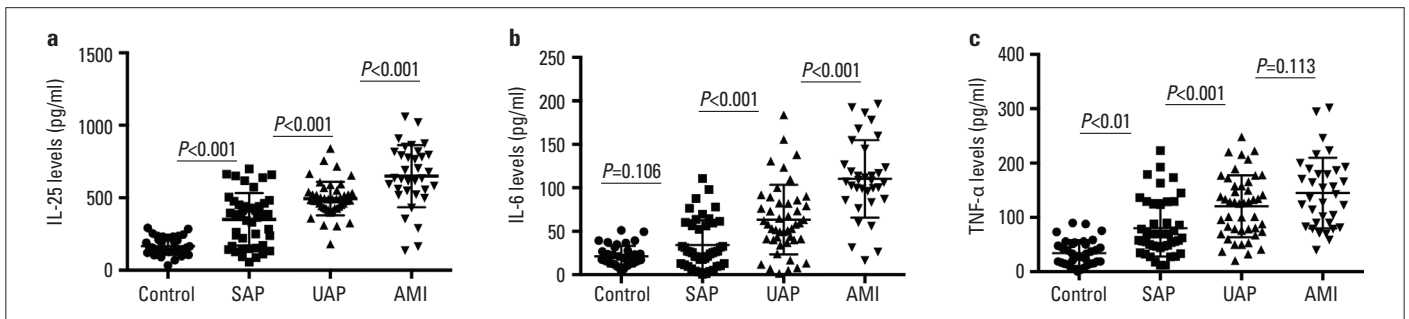 a
IL-25 levels (pg/ml)
1500
1000
500
0
P<0.001
P<0.001
P<0.001
Control SAP UAP AMI
b
IL-6 levels (pg/ml)
250
200
150
100
50
0
P=0.106
P<0.001
P<0.001
Control SAP UAP AMI
c
TNF-α levels (pg/ml)
400
300
200
100
0
P<0.01
P<0.001
P=0.113
Control SAP UAP AMI